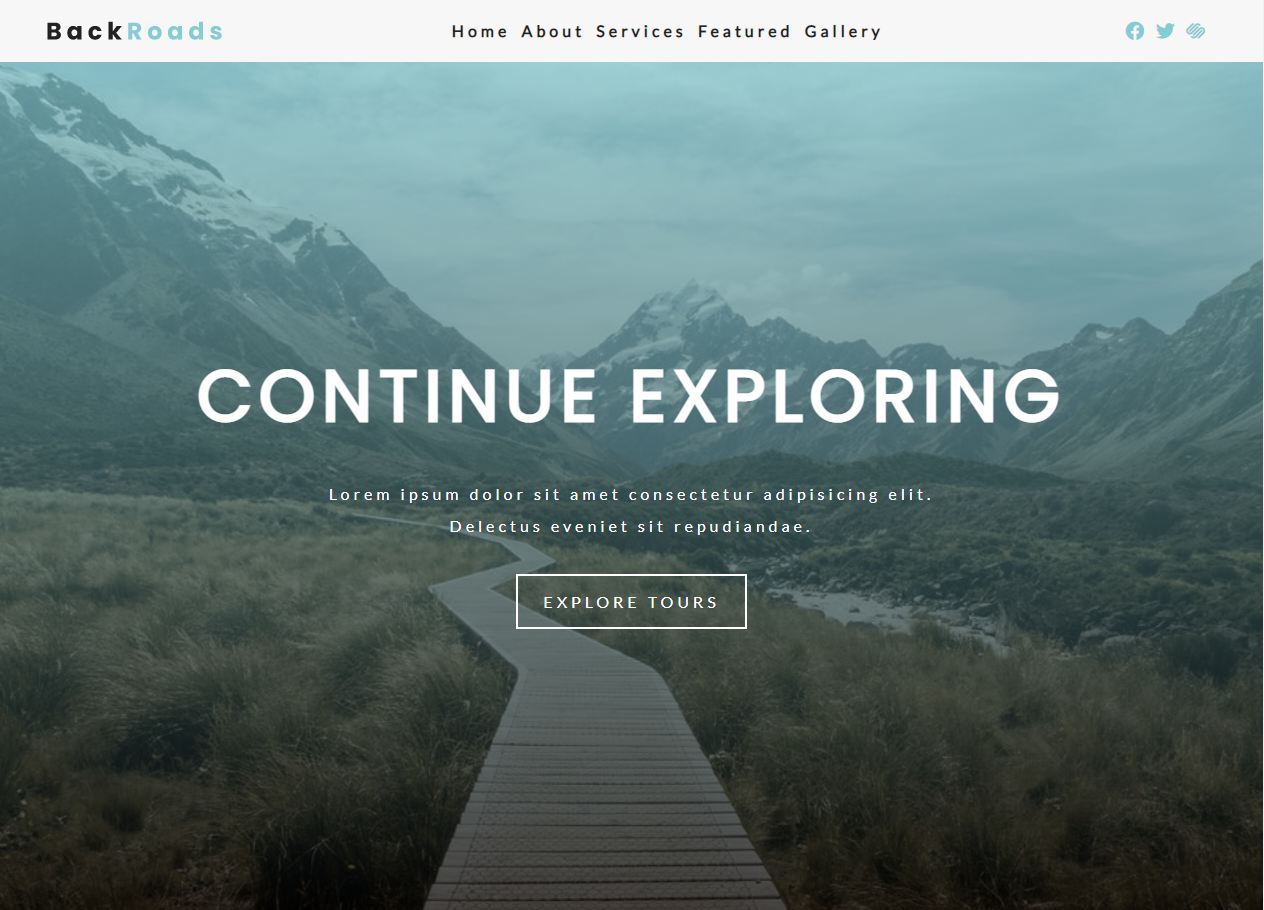 BackRoads
Home About Services Featured Gallery
CONTINUE EXPLORING
Lorem ipsum dolor sit amet consectetur adipisicing elit.
Delectus eveniet sit repudiandae.
EXPLORE TOURS